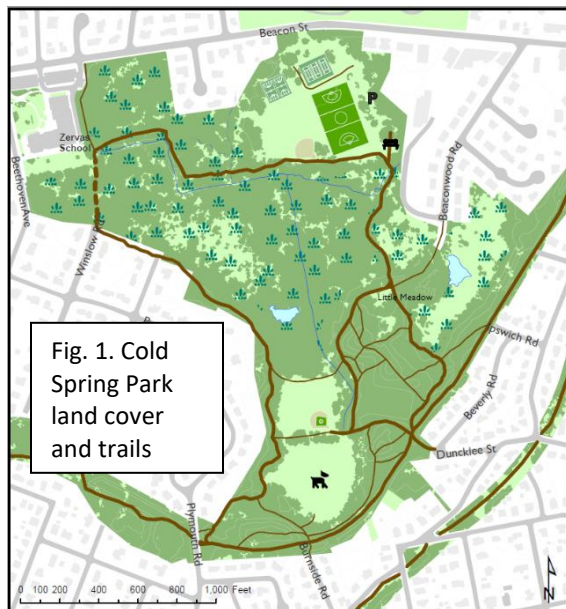 Beacon St
P
Zervas
School
Beethoven Ave
Winslow Rd
Beaconwood Rd
Little Meadow
Ipswich Rd
Beverly Rd
Duncklee St
Fig. 1. Cold
Spring Park
land cover
and trails
Plymouth Rd
Burnside Rd
0 100 200 400 600 800 1,000 Feet
N